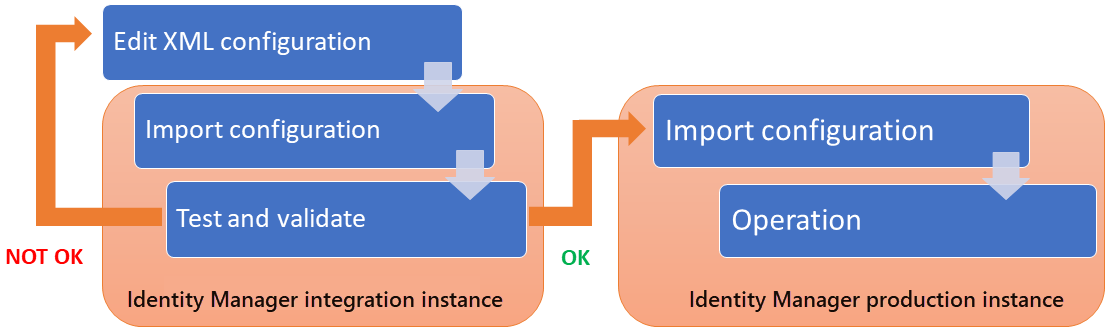 Edit XML configuration
Import configuration
Test and validate
NOT OK
Identity Manager integration instance
OK
Import configuration
Operation
Identity Manager production instance